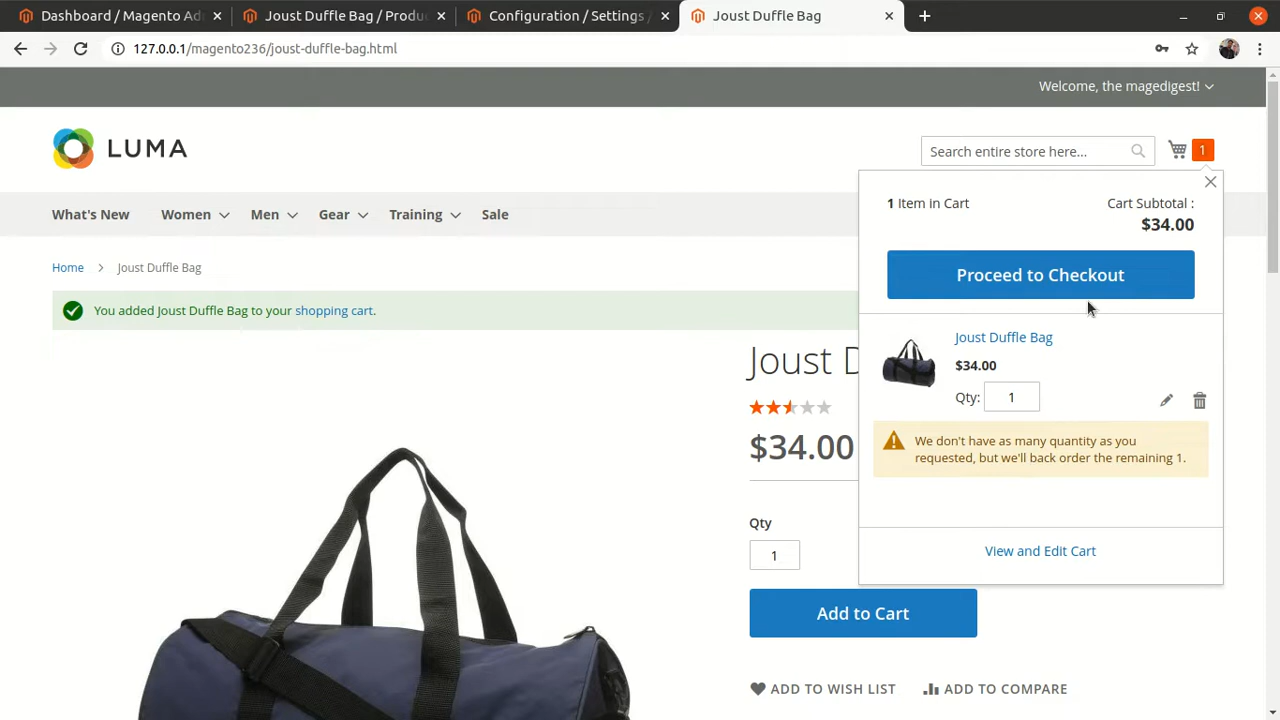 Dashboard / Magento Ad
Joust Duffle Bag / Produ
Configuration / Settings /
Joust Duffle Bag
127.0.0.1/magento236/joust-duffle-bag.html
Welcome, the magedigest!
LUMA
Search entire store here...
1
What's New
Women
Men
Gear
Training
Sale
1 Item in Cart
Cart Subtotal :
$34.00
Proceed to Checkout
Home > Joust Duffle Bag
You added Joust Duffle Bag to your shopping cart.
Joust Duffle Bag
$34.00
Qty: 1
We don't have as many quantity as you
requested, but we'll back order the remaining 1.
View and Edit Cart
Joust D
$34.00
Qty
1
Add to Cart
ADD TO WISH LIST
ADD TO COMPARE